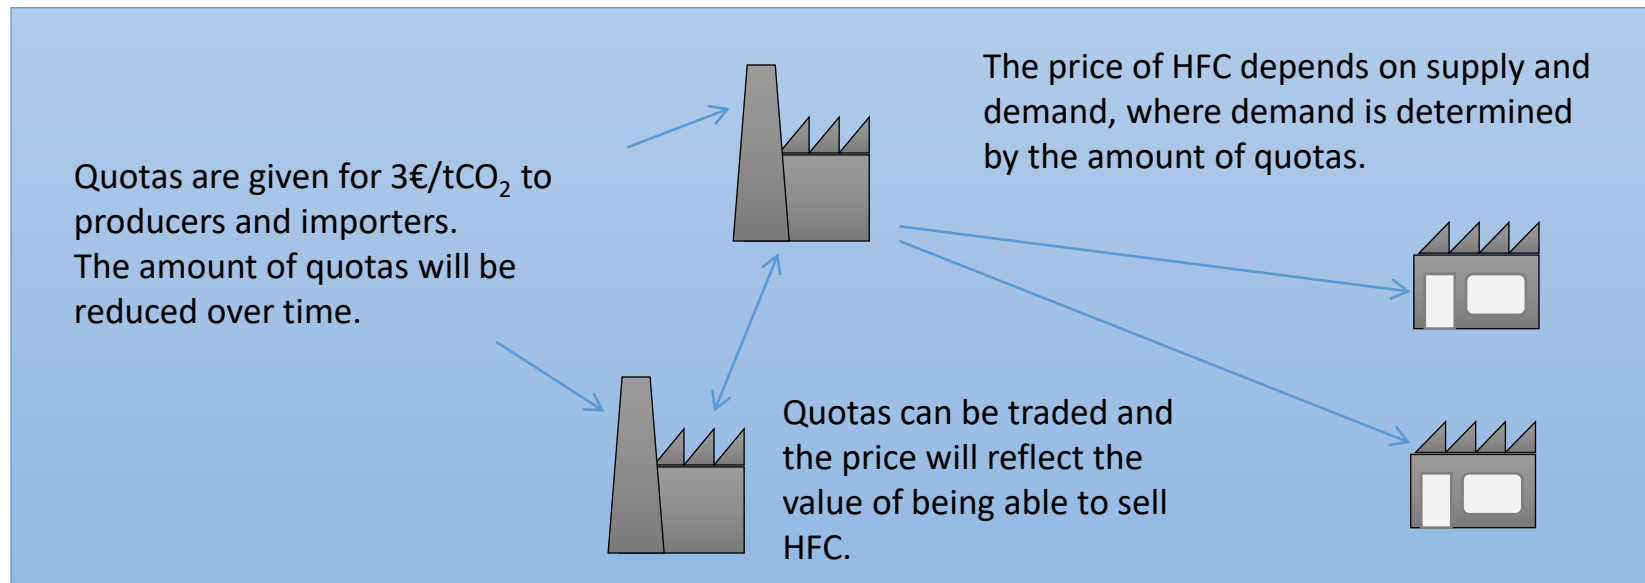 Quotas are given for 3€/tCO₂ to
producers and importers.
The amount of quotas will be
reduced over time.
The price of HFC depends on supply and
demand, where demand is determined
by the amount of quotas.
Quotas can be traded and
the price will reflect the
value of being able to sell
HFC.